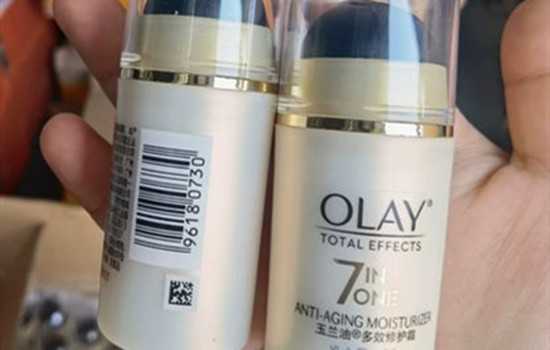 96180730
OLAY®
TOTAL EFFECTS
7 IN ONE
ANTI-AGING MOISTURIZER
玉兰油®多效修护霜